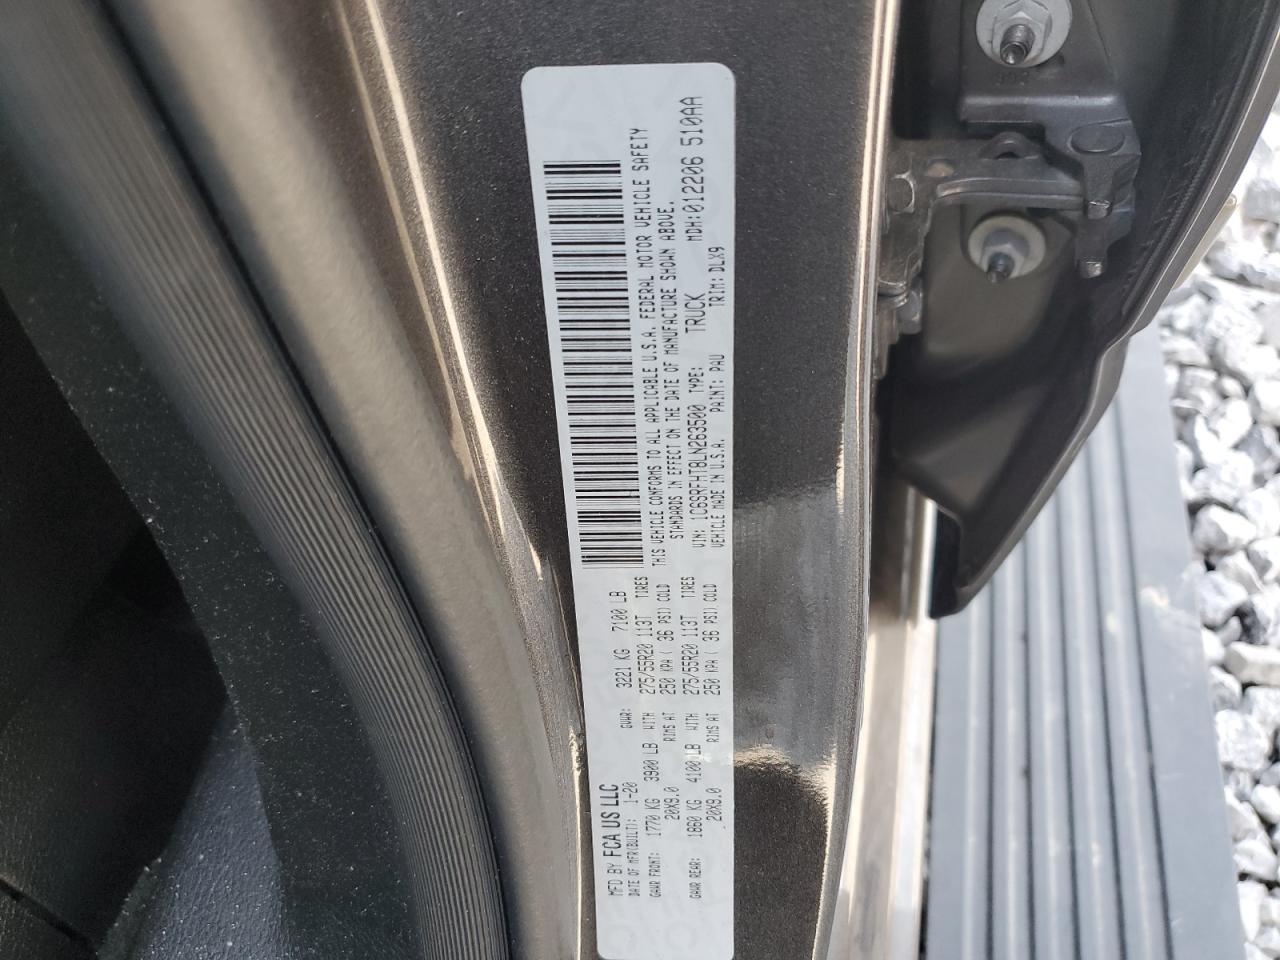 MFD BY FCA US LLC
DATE OF MFR(BUILT): 1-20 GVWR: 3221 KG 7100 LB
GAWR FRONT: 1770 KG 3900 LB WITH 275/55R20 113T TIRES
20X9.0 RIMS AT 250 KPA ( 36 PSI) COLD
GAWR REAR: 1860 KG 4100 LB WITH 275/55R20 113T TIRES
20X9.0 RIMS AT 250 KPA ( 36 PSI) COLD
THIS VEHICLE CONFORMS TO ALL APPLICABLE U.S.A. FEDERAL MOTOR VEHICLE SAFETY
STANDARDS IN EFFECT ON THE DATE OF MANUFACTURE SHOWN ABOVE.
VIN: 1C6SRFHT8LN263500 TYPE: TRUCK MDH:012206 510AA
VEHICLE MADE IN U.S.A. PAINT: PAU TRIM: DLX9